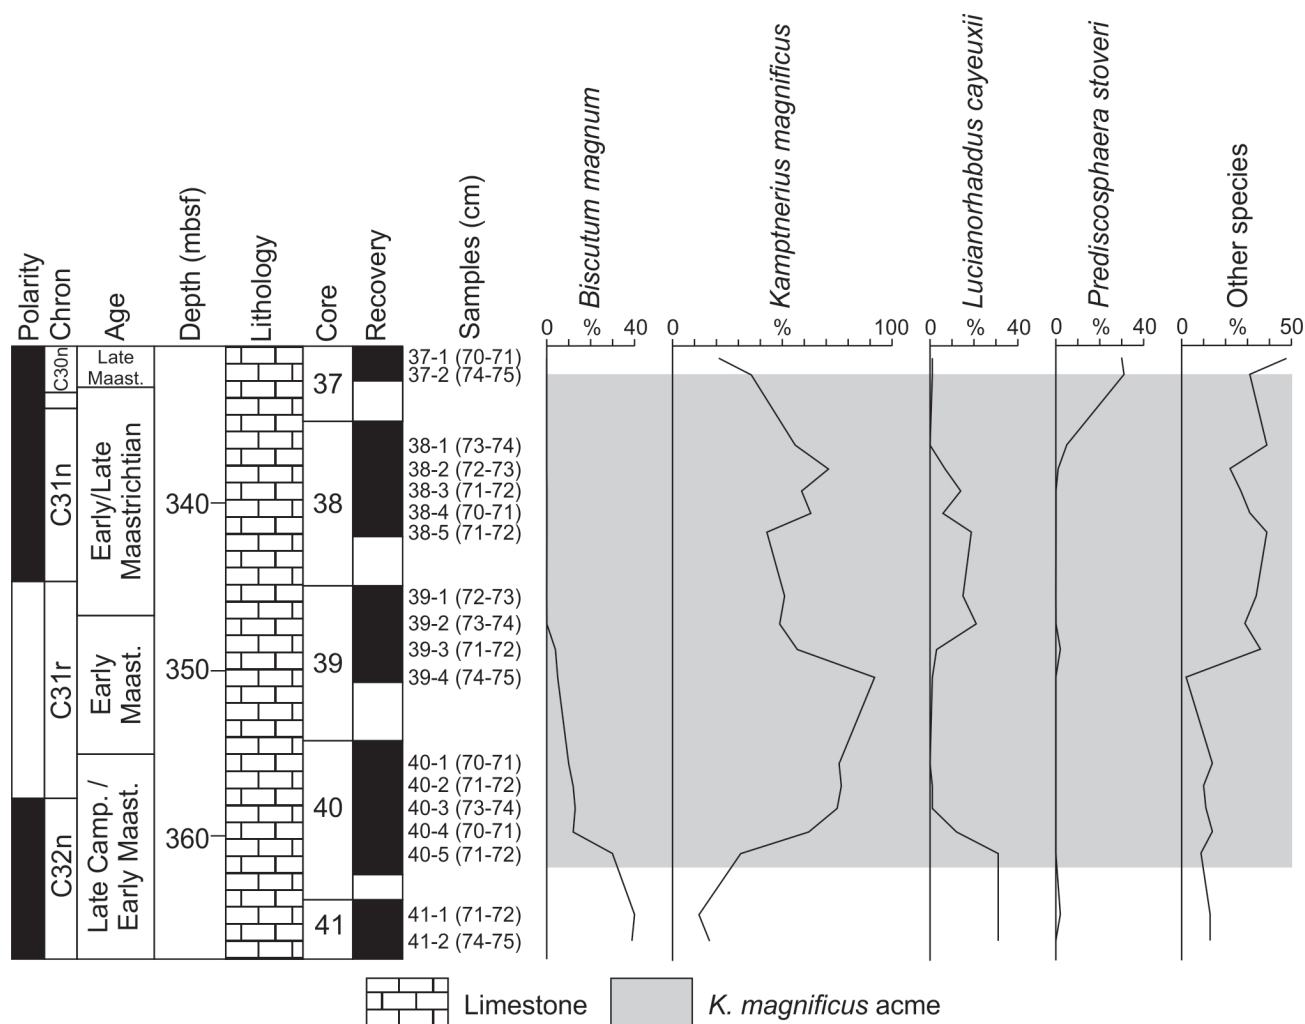 Polarity
Chron
Age
Depth (mbsf)
Lithology
Core
Recovery
Samples (cm)
Biscutum magnum
Kamptnerius magnificus
Lucianorhabdus cayeuxii
Prediscosphaera stoveri
Other species
0 % 40
0 % 100
0 % 40
0 % 40
0 % 50
C30n
C31n
C31r
C32n
Late
Maast.
Early/Late
Maastrichtian
Early
Maast.
Late Camp. /
Early Maast.
340
350
360
37
38
39
40
41
37-1 (70-71)
37-2 (74-75)
38-1 (73-74)
38-2 (72-73)
38-3 (71-72)
38-4 (70-71)
38-5 (71-72)
39-1 (72-73)
39-2 (73-74)
39-3 (71-72)
39-4 (74-75)
40-1 (70-71)
40-2 (71-72)
40-3 (73-74)
40-4 (70-71)
40-5 (71-72)
41-1 (71-72)
41-2 (74-75)
Limestone
K. magnificus acme